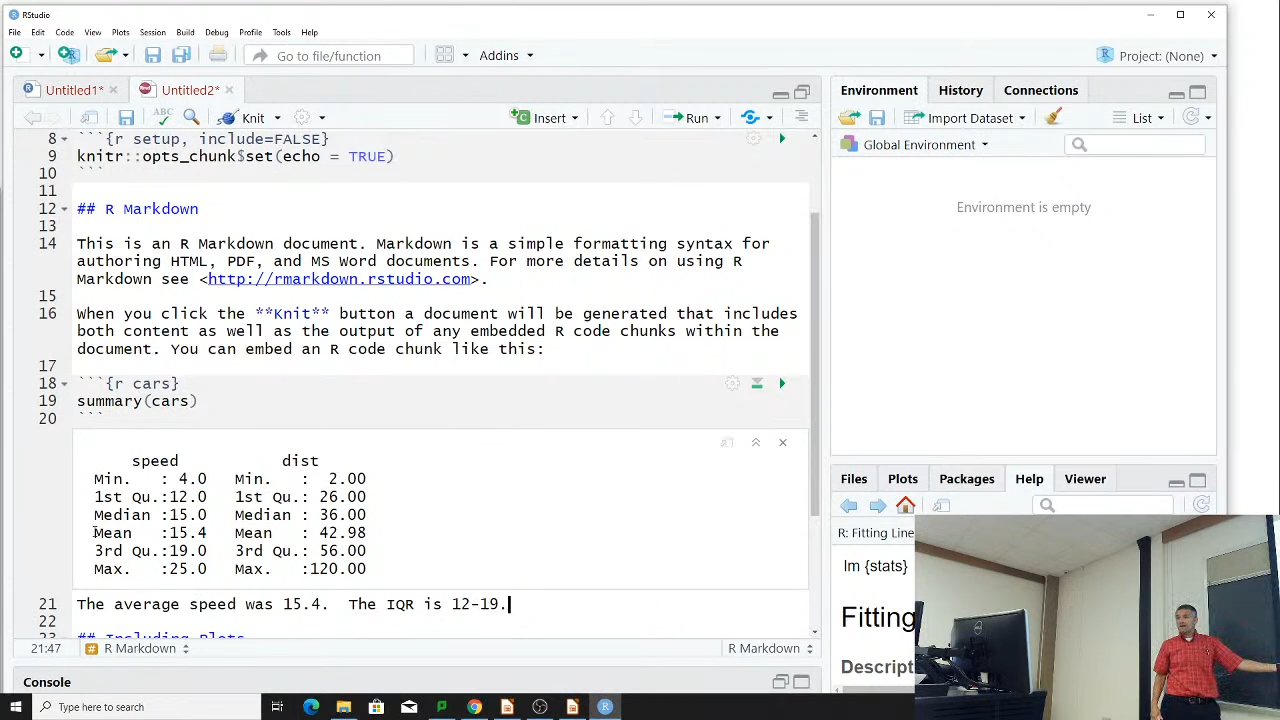 RStudio
File Edit Code View Plots Session Build Debug Profile Tools Help
Go to file/function Addins Project: (None)
Untitled1* Untitled2*
ABC Knit Insert Run
8 ```{r setup, include=FALSE}
9 knitr::opts_chunk$set(echo = TRUE)
10 ```
11
12 ## R Markdown
13
14 This is an R Markdown document. Markdown is a simple formatting syntax for
authoring HTML, PDF, and MS Word documents. For more details on using R
Markdown see <http://rmarkdown.rstudio.com>.
15
16 When you click the **Knit** button a document will be generated that includes
both content as well as the output of any embedded R code chunks within the
document. You can embed an R code chunk like this:
17
18 ```{r cars}
19 summary(cars)
20 ```
speed dist
Min. : 4.0 Min. : 2.00
1st Qu.:12.0 1st Qu.: 26.00
Median :15.0 Median : 36.00
Mean :15.4 Mean : 42.98
3rd Qu.:19.0 3rd Qu.: 56.00
Max. :25.0 Max. :120.00
21 The average speed was 15.4. The IQR is 12-19.
22
23 ## Including Plots
21:47 R Markdown R Markdown
Console
Environment History Connections
Import Dataset List
Global Environment
Environment is empty
Files Plots Packages Help Viewer
R: Fitting Line
lm {stats}
Fitting
Descript
Type here to search